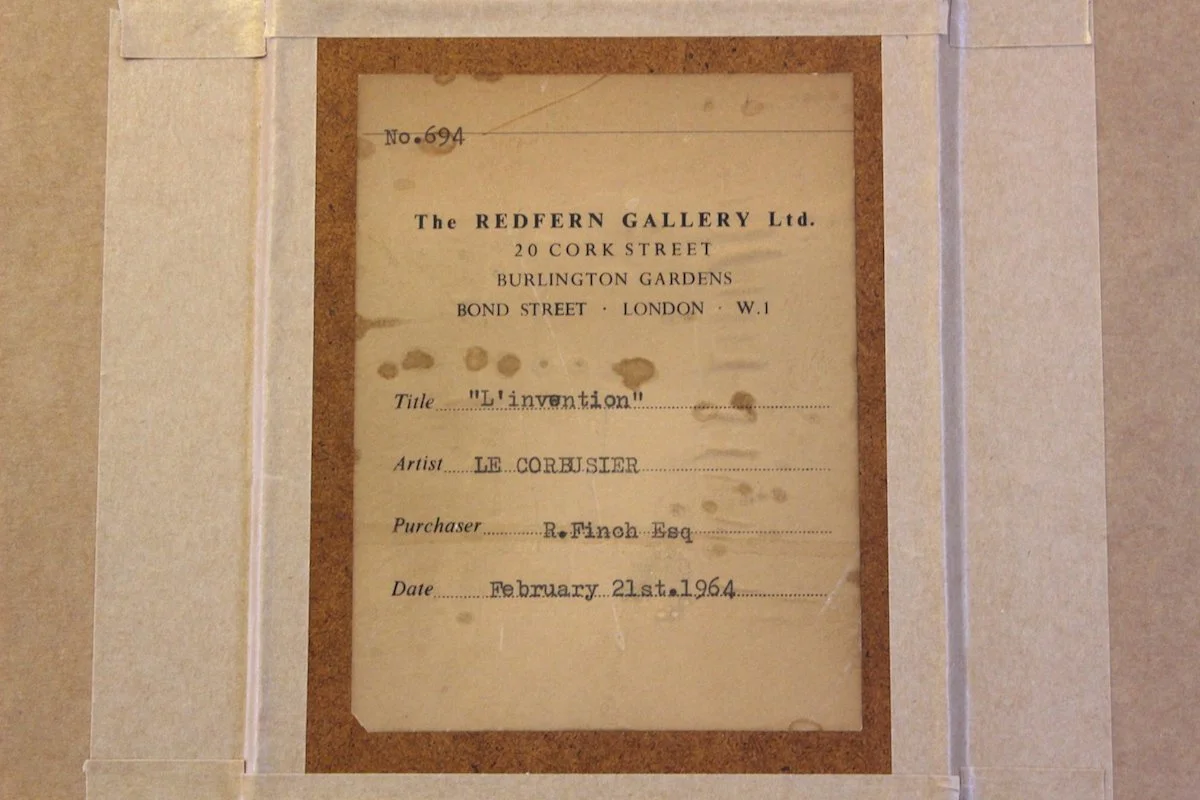 No.694
The REDFERN GALLERY Ltd.
20 CORK STREET
BURLINGTON GARDENS
BOND STREET · LONDON · W.1
Title "L'invention"
Artist LE CORBUSIER
Purchaser R.Finch Esq
Date February 21st.1964